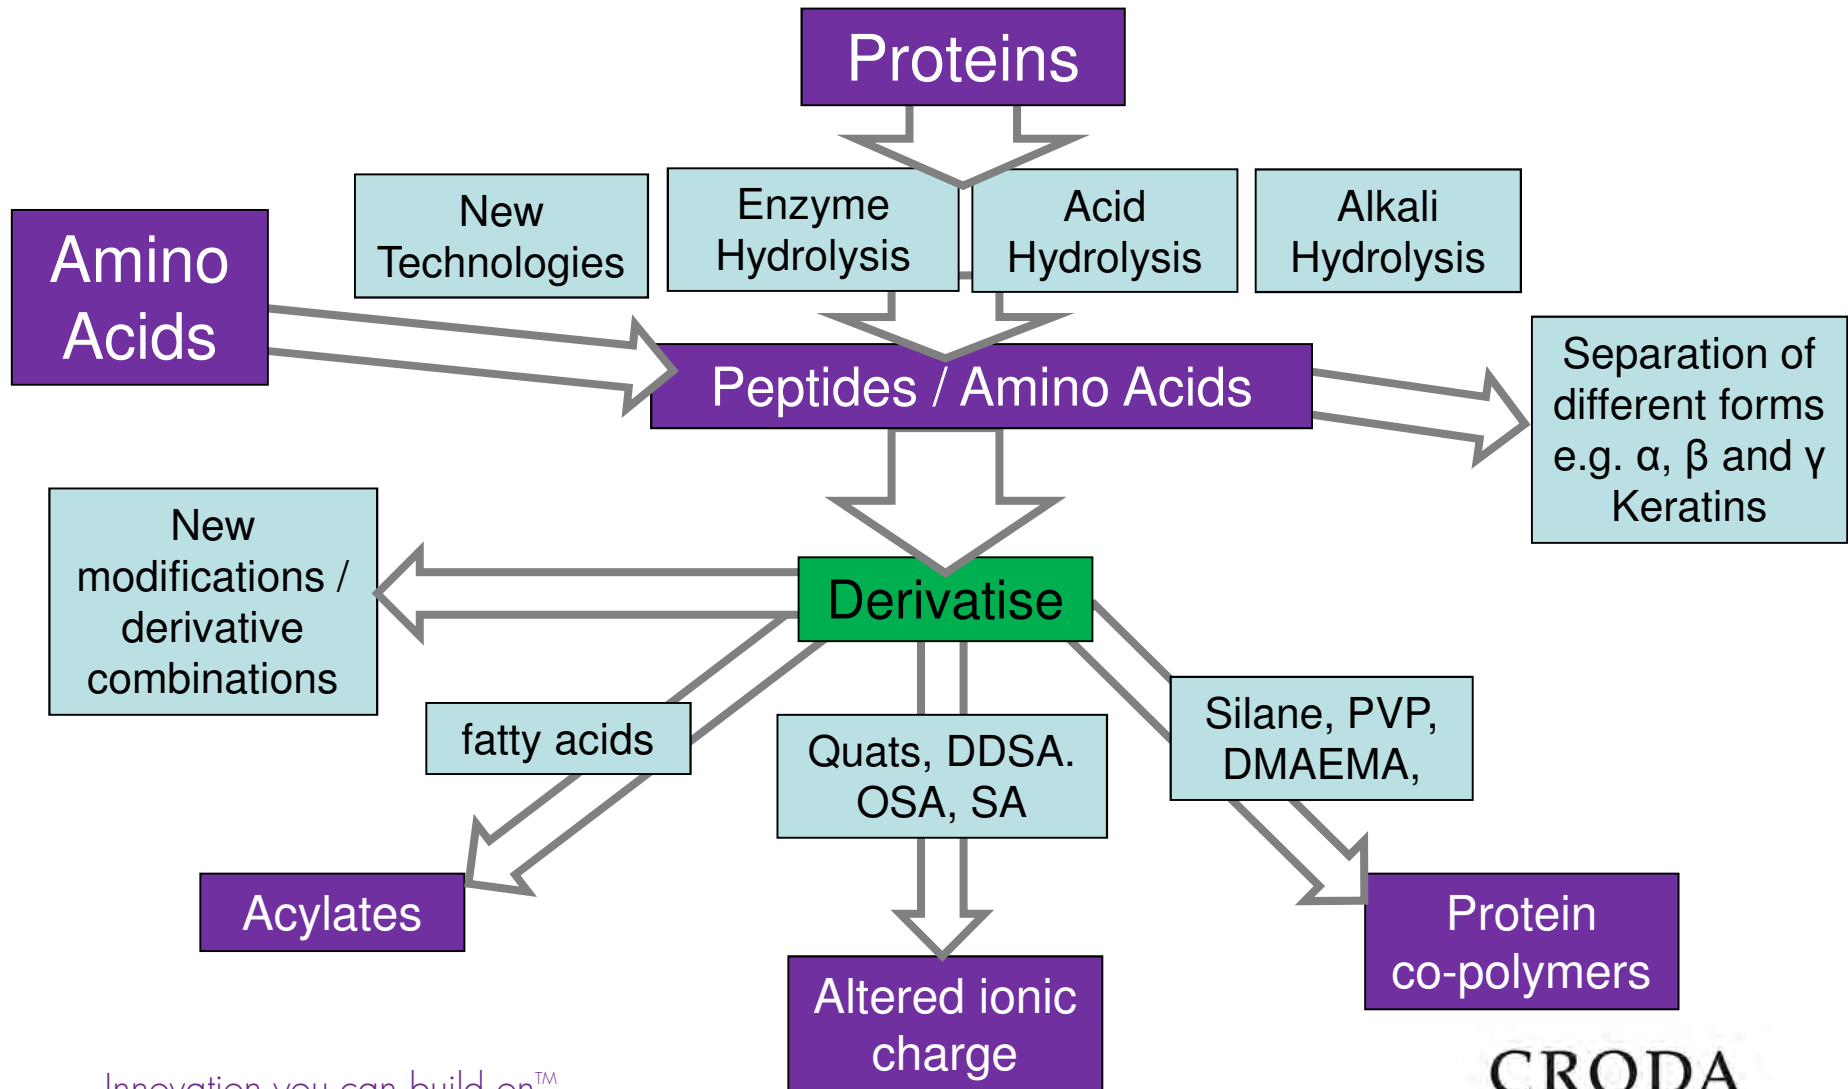 Proteins
New
Technologies
Enzyme
Hydrolysis
Acid
Hydrolysis
Alkali
Hydrolysis
Amino
Acids
Peptides / Amino Acids
Separation of
different forms
e.g. α, β and γ
Keratins
New
modifications /
derivative
combinations
Derivatise
fatty acids
Quats, DDSA.
OSA, SA
Silane, PVP,
DMAEMA,
Acylates
Altered ionic
charge
Protein
co-polymers
Innovation you can build on™
CRODA